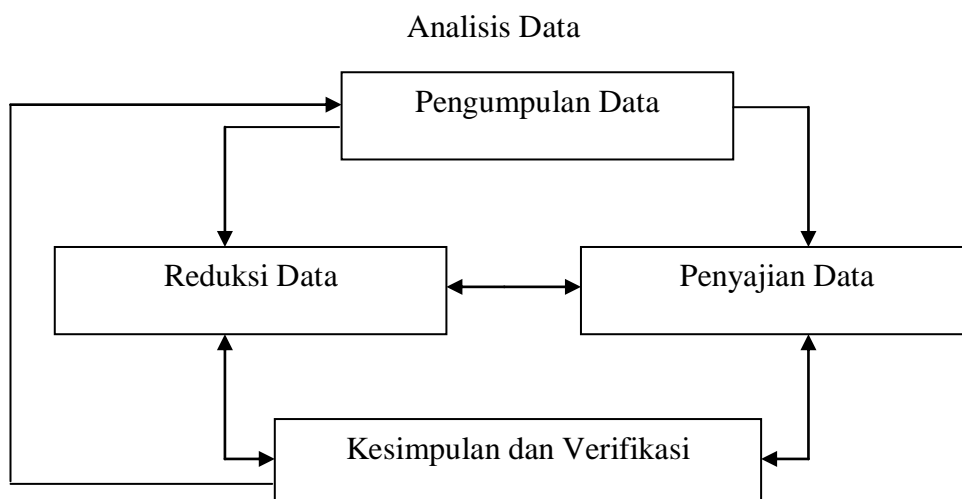 Analisis Data
Pengumpulan Data
Reduksi Data
Penyajian Data
Kesimpulan dan Verifikasi